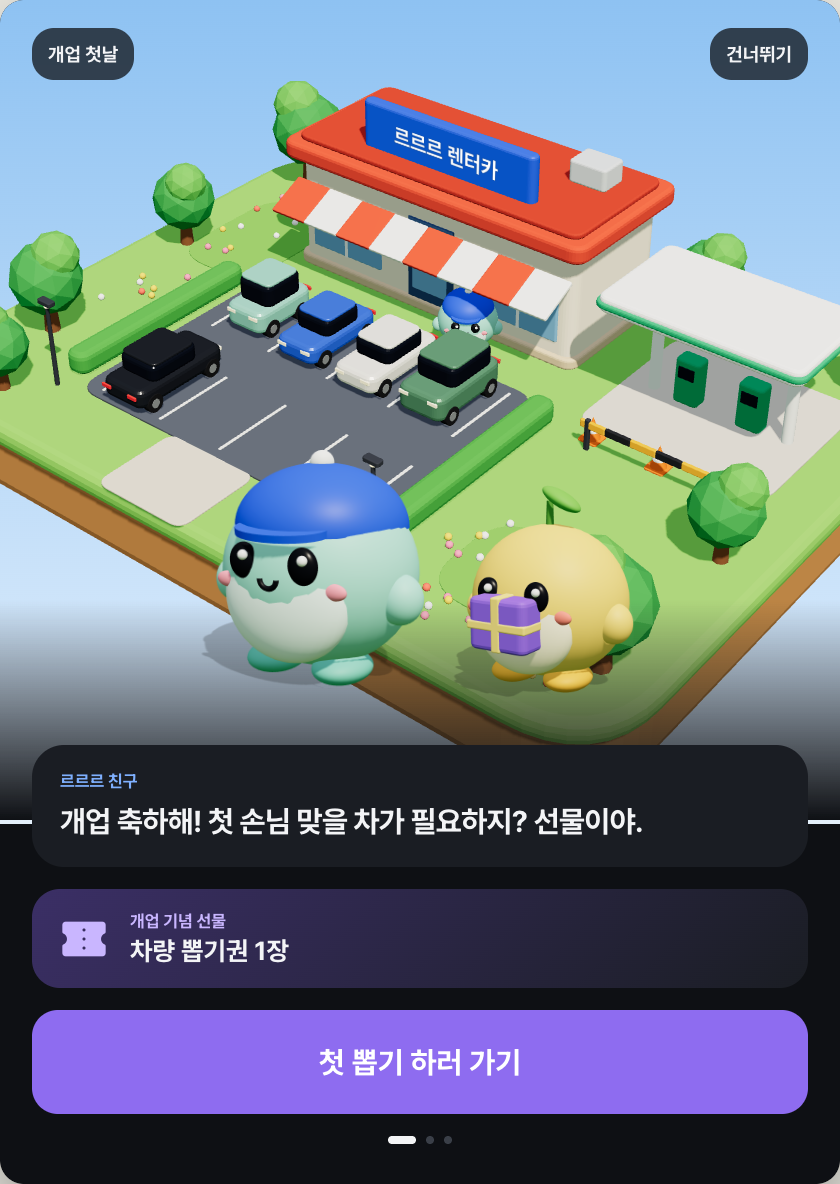 개업 첫날
건너뛰기
르르르 렌터카
르르르 친구
개업 축하해! 첫 손님 맞을 차가 필요하지? 선물이야.
개업 기념 선물
차량 뽑기권 1장
첫 뽑기 하러 가기